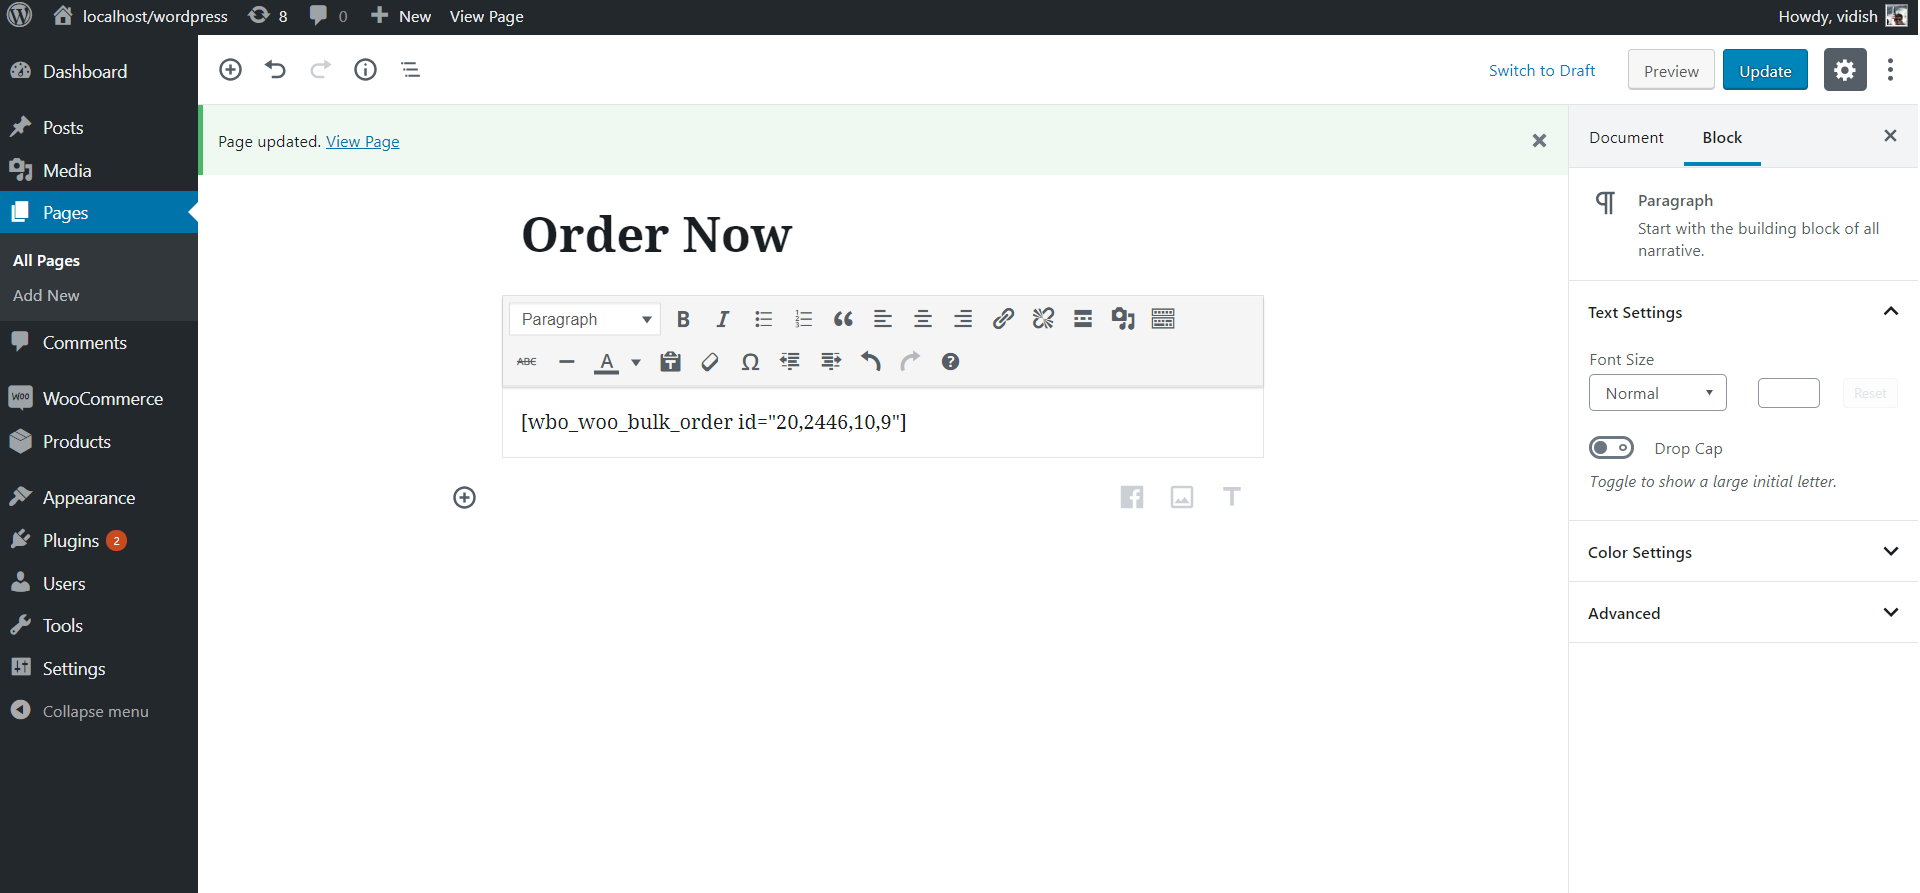 localhost/wordpress 8 0 New View Page Howdy, vidish
Dashboard
Posts
Media
Pages
All Pages
Add New
Comments
WOO WooCommerce
Products
Appearance
Plugins 2
Users
Tools
Settings
Collapse menu
Switch to Draft Preview Update
Page updated. View Page
Order Now
Paragraph B I
ABC A Ω
[wbo_woo_bulk_order id="20,2446,10,9"]
Document Block
Paragraph
Start with the building block of all
narrative.
Text Settings
Font Size
Normal Reset
Drop Cap
Toggle to show a large initial letter.
Color Settings
Advanced